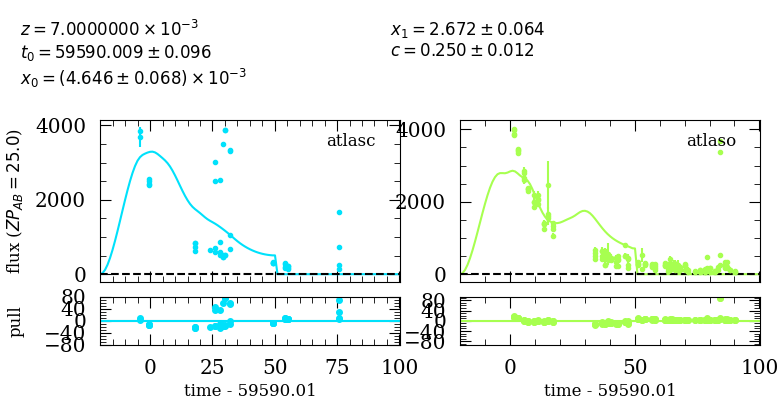 z = 7.0000000 × 10⁻³
t₀ = 59590.009 ± 0.096
x₀ = (4.646 ± 0.068) × 10⁻³
x₁ = 2.672 ± 0.064
c = 0.250 ± 0.012
flux (ZP_AB = 25.0)
4000
2000
0
atlasc
4000
2000
0
atlaso
pull
80
40
0
−40
−80
80
40
0
−40
−80
0 25 50 75 100
0 50 100
time - 59590.01
time - 59590.01